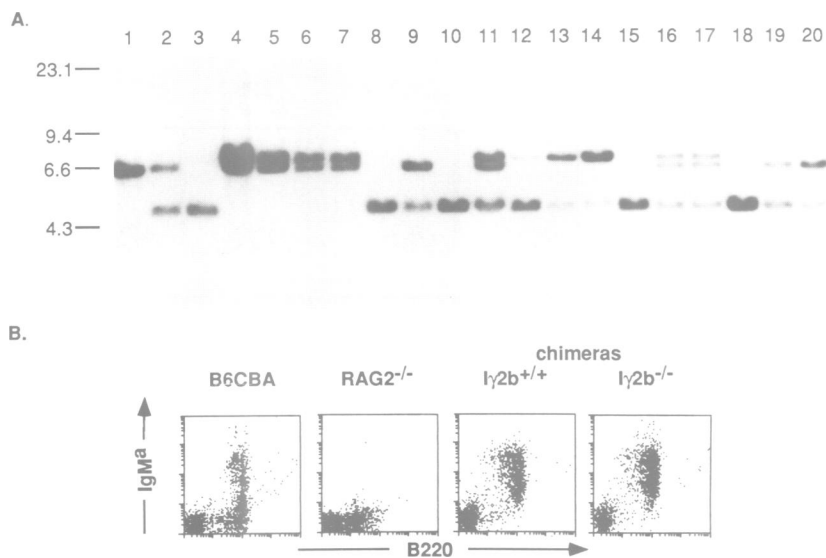 A.
1 2 3 4 5 6 7 8 9 10 11 12 13 14 15 16 17 18 19 20
23.1
9.4
6.6
4.3
B.
chimeras
B6CBA RAG2-/- Iγ2b+/+ Iγ2b-/-
IgMa
B220